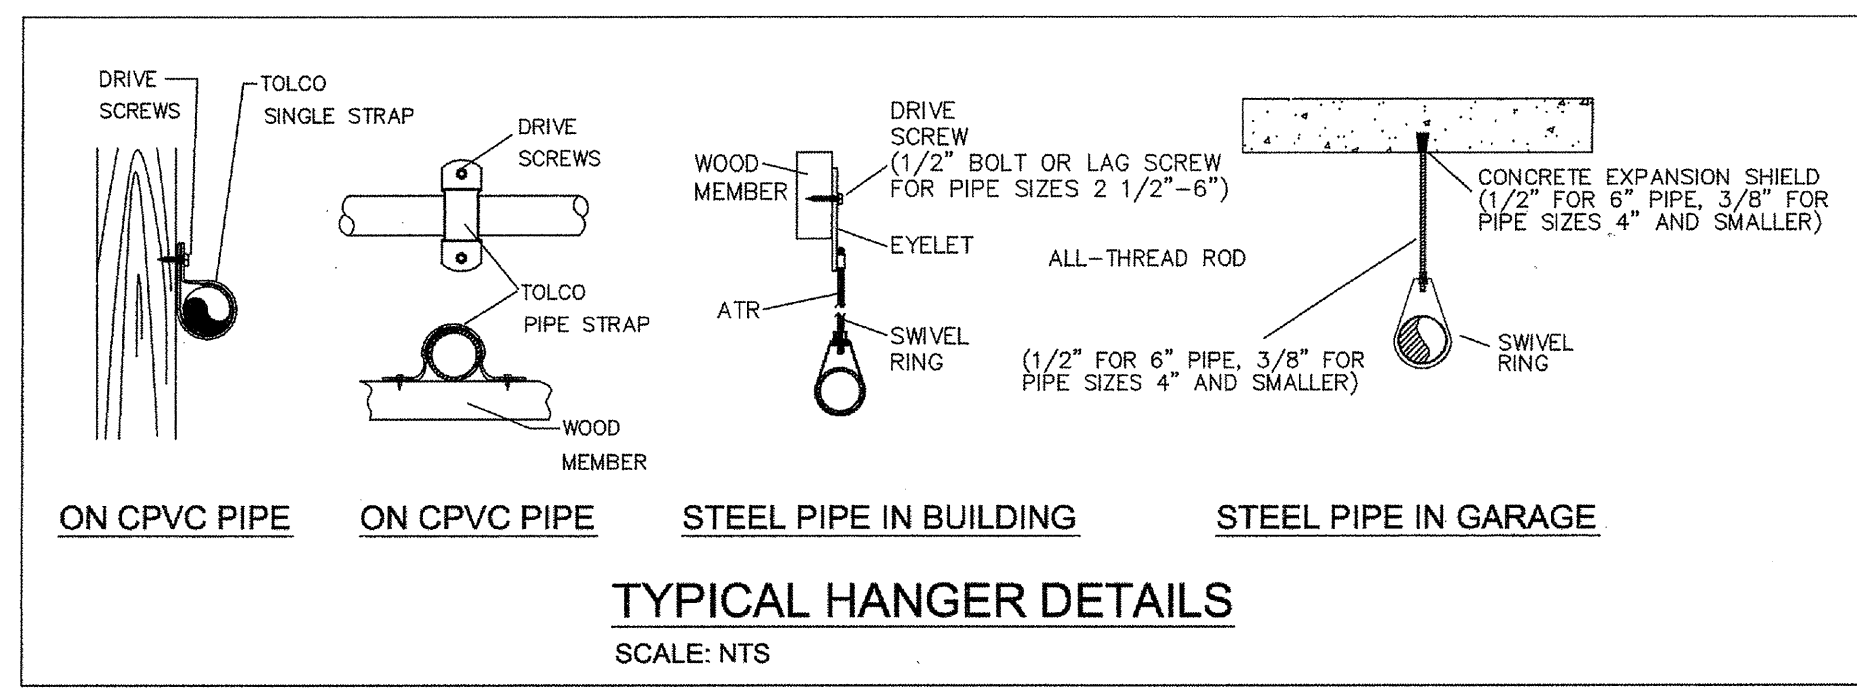 DRIVE
SCREWS
TOLCO
SINGLE STRAP
ON CPVC PIPE
DRIVE
SCREWS
TOLCO
PIPE STRAP
WOOD
MEMBER
ON CPVC PIPE
WOOD
MEMBER
DRIVE
SCREW
(1/2" BOLT OR LAG SCREW
FOR PIPE SIZES 2 1/2"-6")
EYELET
ATR
SWIVEL
RING
STEEL PIPE IN BUILDING
ALL-THREAD ROD
(1/2" FOR 6" PIPE, 3/8" FOR
PIPE SIZES 4" AND SMALLER)
CONCRETE EXPANSION SHIELD
(1/2" FOR 6" PIPE, 3/8" FOR
PIPE SIZES 4" AND SMALLER)
SWIVEL
RING
STEEL PIPE IN GARAGE
TYPICAL HANGER DETAILS
SCALE: NTS